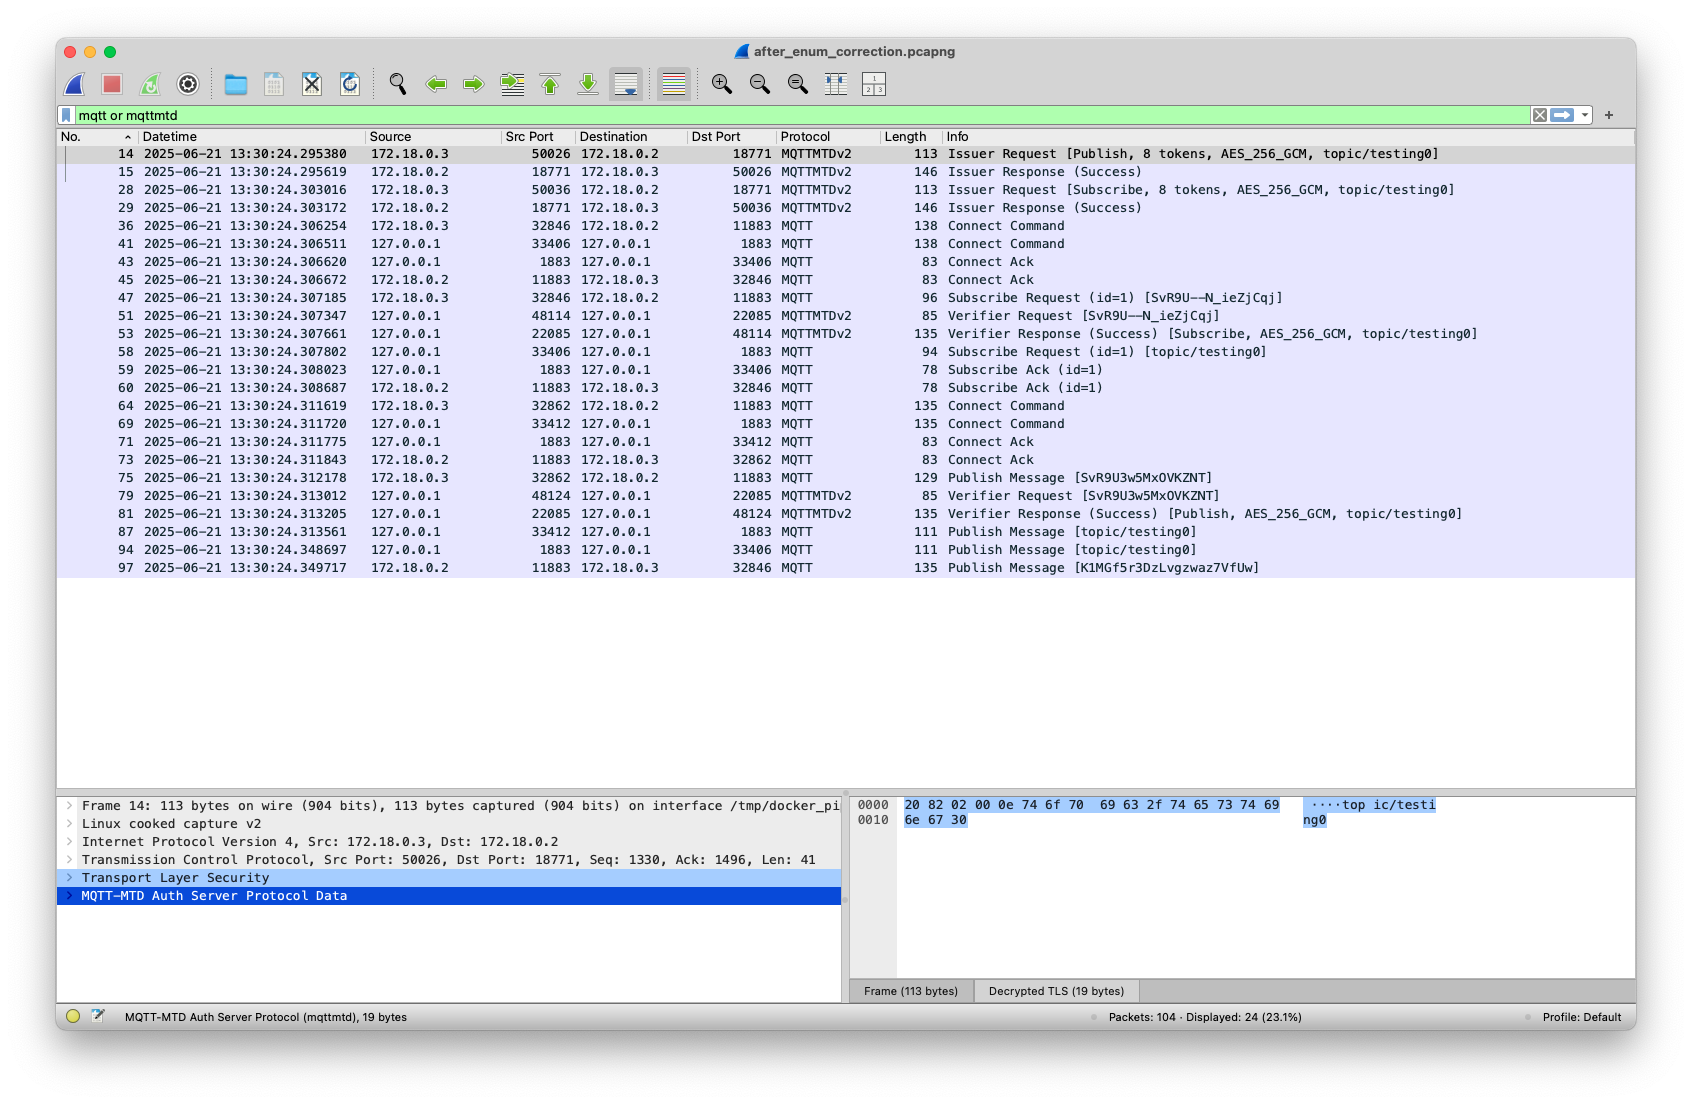 after_enum_correction.pcapng
mqtt or mqttmtd
No. Datetime Source Src Port Destination Dst Port Protocol Length Info
14 2025-06-21 13:30:24.295380 172.18.0.3 50026 172.18.0.2 18771 MQTTMTDv2 113 Issuer Request [Publish, 8 tokens, AES_256_GCM, topic/testing0]
15 2025-06-21 13:30:24.295619 172.18.0.2 18771 172.18.0.3 50026 MQTTMTDv2 146 Issuer Response (Success)
28 2025-06-21 13:30:24.303016 172.18.0.3 50036 172.18.0.2 18771 MQTTMTDv2 113 Issuer Request [Subscribe, 8 tokens, AES_256_GCM, topic/testing0]
29 2025-06-21 13:30:24.303172 172.18.0.2 18771 172.18.0.3 50036 MQTTMTDv2 146 Issuer Response (Success)
36 2025-06-21 13:30:24.306254 172.18.0.3 32846 172.18.0.2 11883 MQTT 138 Connect Command
41 2025-06-21 13:30:24.306511 127.0.0.1 33406 127.0.0.1 1883 MQTT 138 Connect Command
43 2025-06-21 13:30:24.306620 127.0.0.1 1883 127.0.0.1 33406 MQTT 83 Connect Ack
45 2025-06-21 13:30:24.306672 172.18.0.2 11883 172.18.0.3 32846 MQTT 83 Connect Ack
47 2025-06-21 13:30:24.307185 172.18.0.3 32846 172.18.0.2 11883 MQTT 96 Subscribe Request (id=1) [SvR9U--N_ieZjCqj]
51 2025-06-21 13:30:24.307347 127.0.0.1 48114 127.0.0.1 22085 MQTTMTDv2 85 Verifier Request [SvR9U--N_ieZjCqj]
53 2025-06-21 13:30:24.307661 127.0.0.1 22085 127.0.0.1 48114 MQTTMTDv2 135 Verifier Response (Success) [Subscribe, AES_256_GCM, topic/testing0]
58 2025-06-21 13:30:24.307802 127.0.0.1 33406 127.0.0.1 1883 MQTT 94 Subscribe Request (id=1) [topic/testing0]
59 2025-06-21 13:30:24.308023 127.0.0.1 1883 127.0.0.1 33406 MQTT 78 Subscribe Ack (id=1)
60 2025-06-21 13:30:24.308687 172.18.0.2 11883 172.18.0.3 32846 MQTT 78 Subscribe Ack (id=1)
64 2025-06-21 13:30:24.311619 172.18.0.3 32862 172.18.0.2 11883 MQTT 135 Connect Command
69 2025-06-21 13:30:24.311720 127.0.0.1 33412 127.0.0.1 1883 MQTT 135 Connect Command
71 2025-06-21 13:30:24.311775 127.0.0.1 1883 127.0.0.1 33412 MQTT 83 Connect Ack
73 2025-06-21 13:30:24.311843 172.18.0.2 11883 172.18.0.3 32862 MQTT 83 Connect Ack
75 2025-06-21 13:30:24.312178 172.18.0.3 32862 172.18.0.2 11883 MQTT 129 Publish Message [SvR9U3w5MxOVKZNT]
79 2025-06-21 13:30:24.313012 127.0.0.1 48124 127.0.0.1 22085 MQTTMTDv2 85 Verifier Request [SvR9U3w5MxOVKZNT]
81 2025-06-21 13:30:24.313205 127.0.0.1 22085 127.0.0.1 48124 MQTTMTDv2 135 Verifier Response (Success) [Publish, AES_256_GCM, topic/testing0]
87 2025-06-21 13:30:24.313561 127.0.0.1 33412 127.0.0.1 1883 MQTT 111 Publish Message [topic/testing0]
94 2025-06-21 13:30:24.348697 127.0.0.1 1883 127.0.0.1 33406 MQTT 111 Publish Message [topic/testing0]
97 2025-06-21 13:30:24.349717 172.18.0.2 11883 172.18.0.3 32846 MQTT 135 Publish Message [K1MGf5r3DzLvgzwaz7VfUw]
Frame 14: 113 bytes on wire (904 bits), 113 bytes captured (904 bits) on interface /tmp/docker_pi
Linux cooked capture v2
Internet Protocol Version 4, Src: 172.18.0.3, Dst: 172.18.0.2
Transmission Control Protocol, Src Port: 50026, Dst Port: 18771, Seq: 1330, Ack: 1496, Len: 41
Transport Layer Security
MQTT-MTD Auth Server Protocol Data
0000 20 82 02 00 0e 74 6f 70 69 63 2f 74 65 73 74 69 ····top ic/testi
0010 6e 67 30 ng0
Frame (113 bytes) Decrypted TLS (19 bytes)
MQTT-MTD Auth Server Protocol (mqttmtd), 19 bytes Packets: 104 · Displayed: 24 (23.1%) Profile: Default